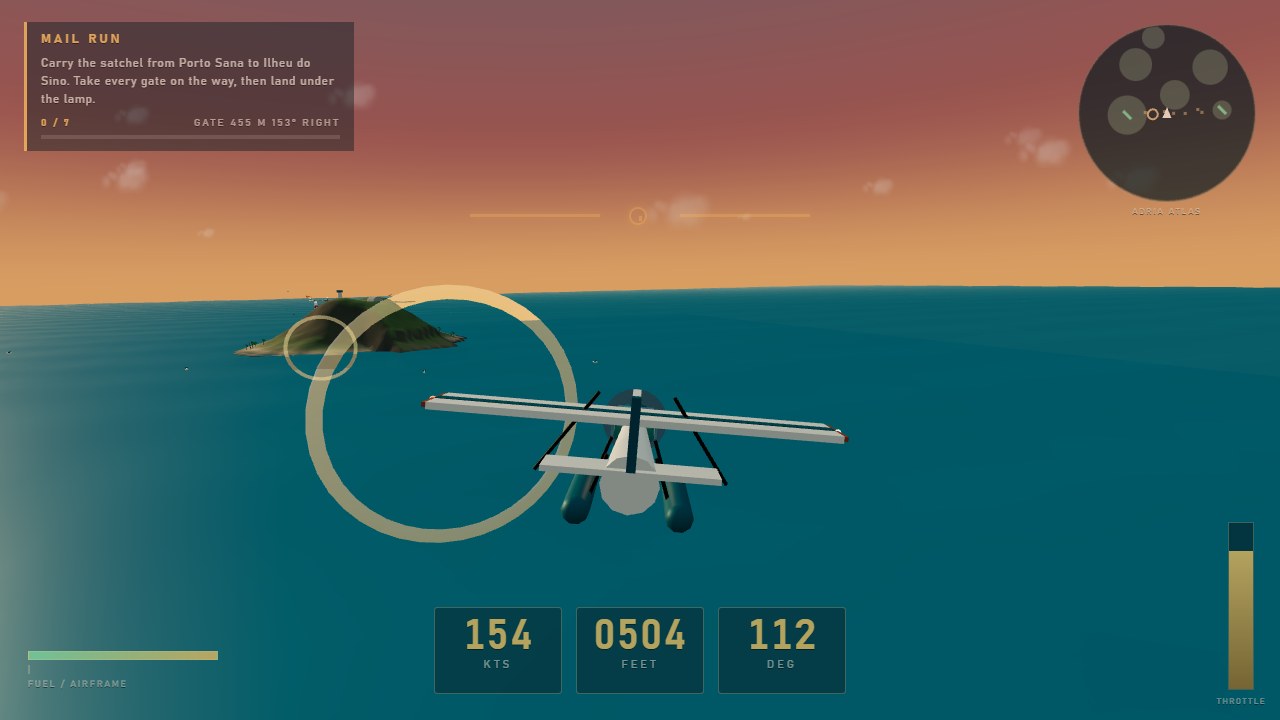 MAIL RUN
Carry the satchel from Porto Sana to Ilheu do
Sino. Take every gate on the way, then land under
the lamp.
0 / 7
GATE 455 M 153° RIGHT
ADRIA ATLAS
154
KTS
0504
FEET
112
DEG
FUEL / AIRFRAME
THROTTLE